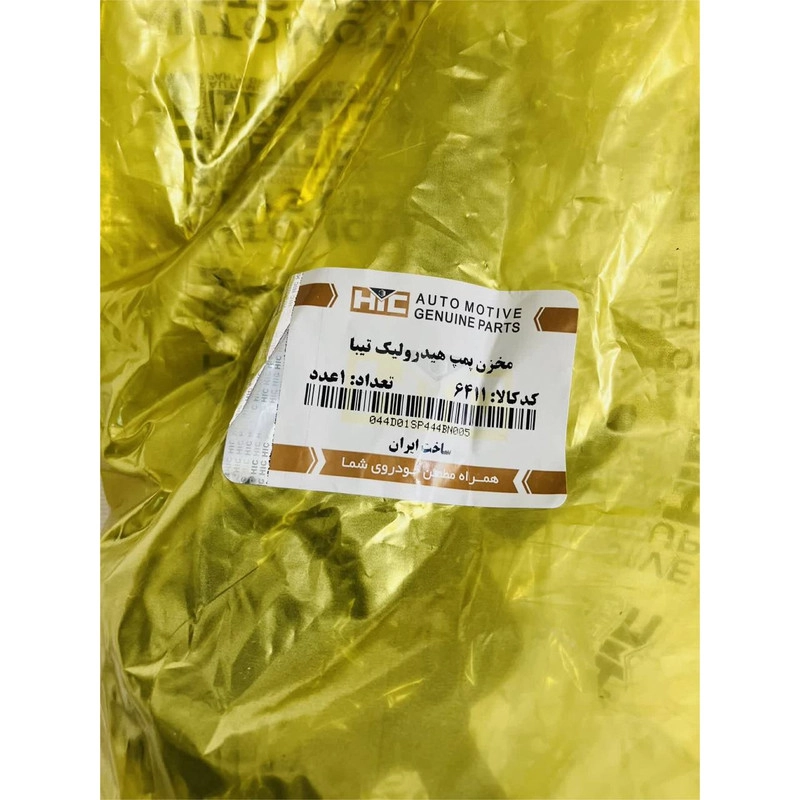 HIC AUTO MOTIVE
GENUINE PARTS
مخزن پمپ هیدرولیک تیبا
کدکالا: ۶۴۱۱ تعداد: ۱عدد
044D01SP444BN005
ساخت ایران
همراه مطمئن خودروی شما